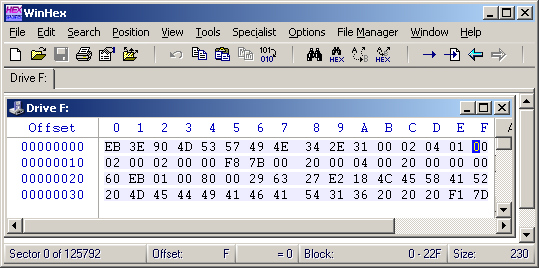 WinHex
File Edit Search Position View Tools Specialist Options File Manager Window Help
Drive F:
Drive F:
Offset 0 1 2 3 4 5 6 7 8 9 A B C D E F
00000000 EB 3E 90 4D 53 57 49 4E 34 2E 31 00 02 04 01 00
00000010 02 00 02 00 00 F8 7B 00 20 00 04 00 20 00 00 00
00000020 60 EB 01 00 80 00 29 63 27 E2 18 4C 45 58 41 52
00000030 20 4D 45 44 49 41 46 41 54 31 36 20 20 20 F1 7D
Sector 0 of 125792 Offset: F = 0 Block: 0 - 22F Size: 230